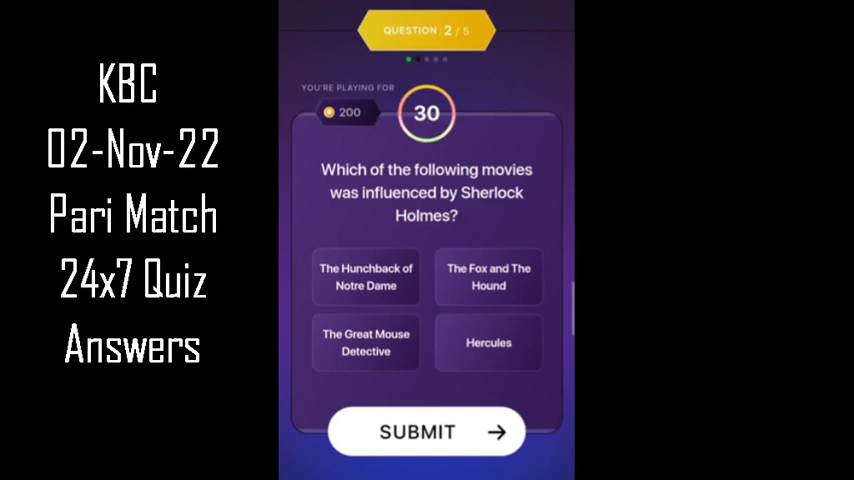 KBC
02-Nov-22
Pari Match
24x7 Quiz
Answers
QUESTION : 2 / 5
YOU'RE PLAYING FOR
200
30
Which of the following movies
was influenced by Sherlock
Holmes?
The Hunchback of
Notre Dame
The Fox and The
Hound
The Great Mouse
Detective
Hercules
SUBMIT